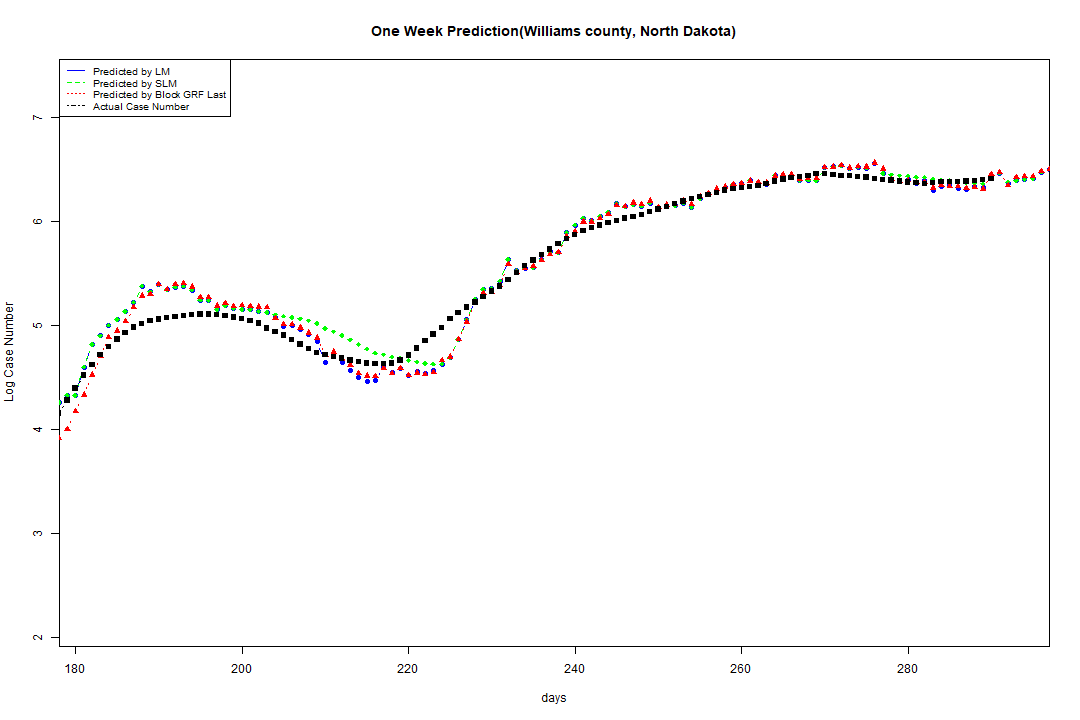 One Week Prediction(Williams county, North Dakota)
Predicted by LM
Predicted by SLM
Predicted by Block GRF Last
Actual Case Number
7
6
5
4
3
2
Log Case Number
180 200 220 240 260 280
days